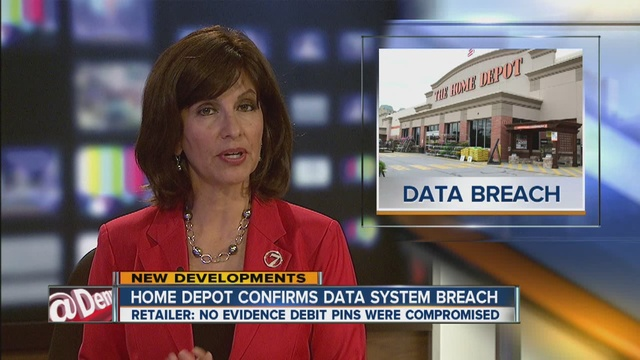 THE HOME DEPOT
DATA BREACH
7
NEW DEVELOPMENTS
@Den
HOME DEPOT CONFIRMS DATA SYSTEM BREACH
RETAILER: NO EVIDENCE DEBIT PINS WERE COMPROMISED